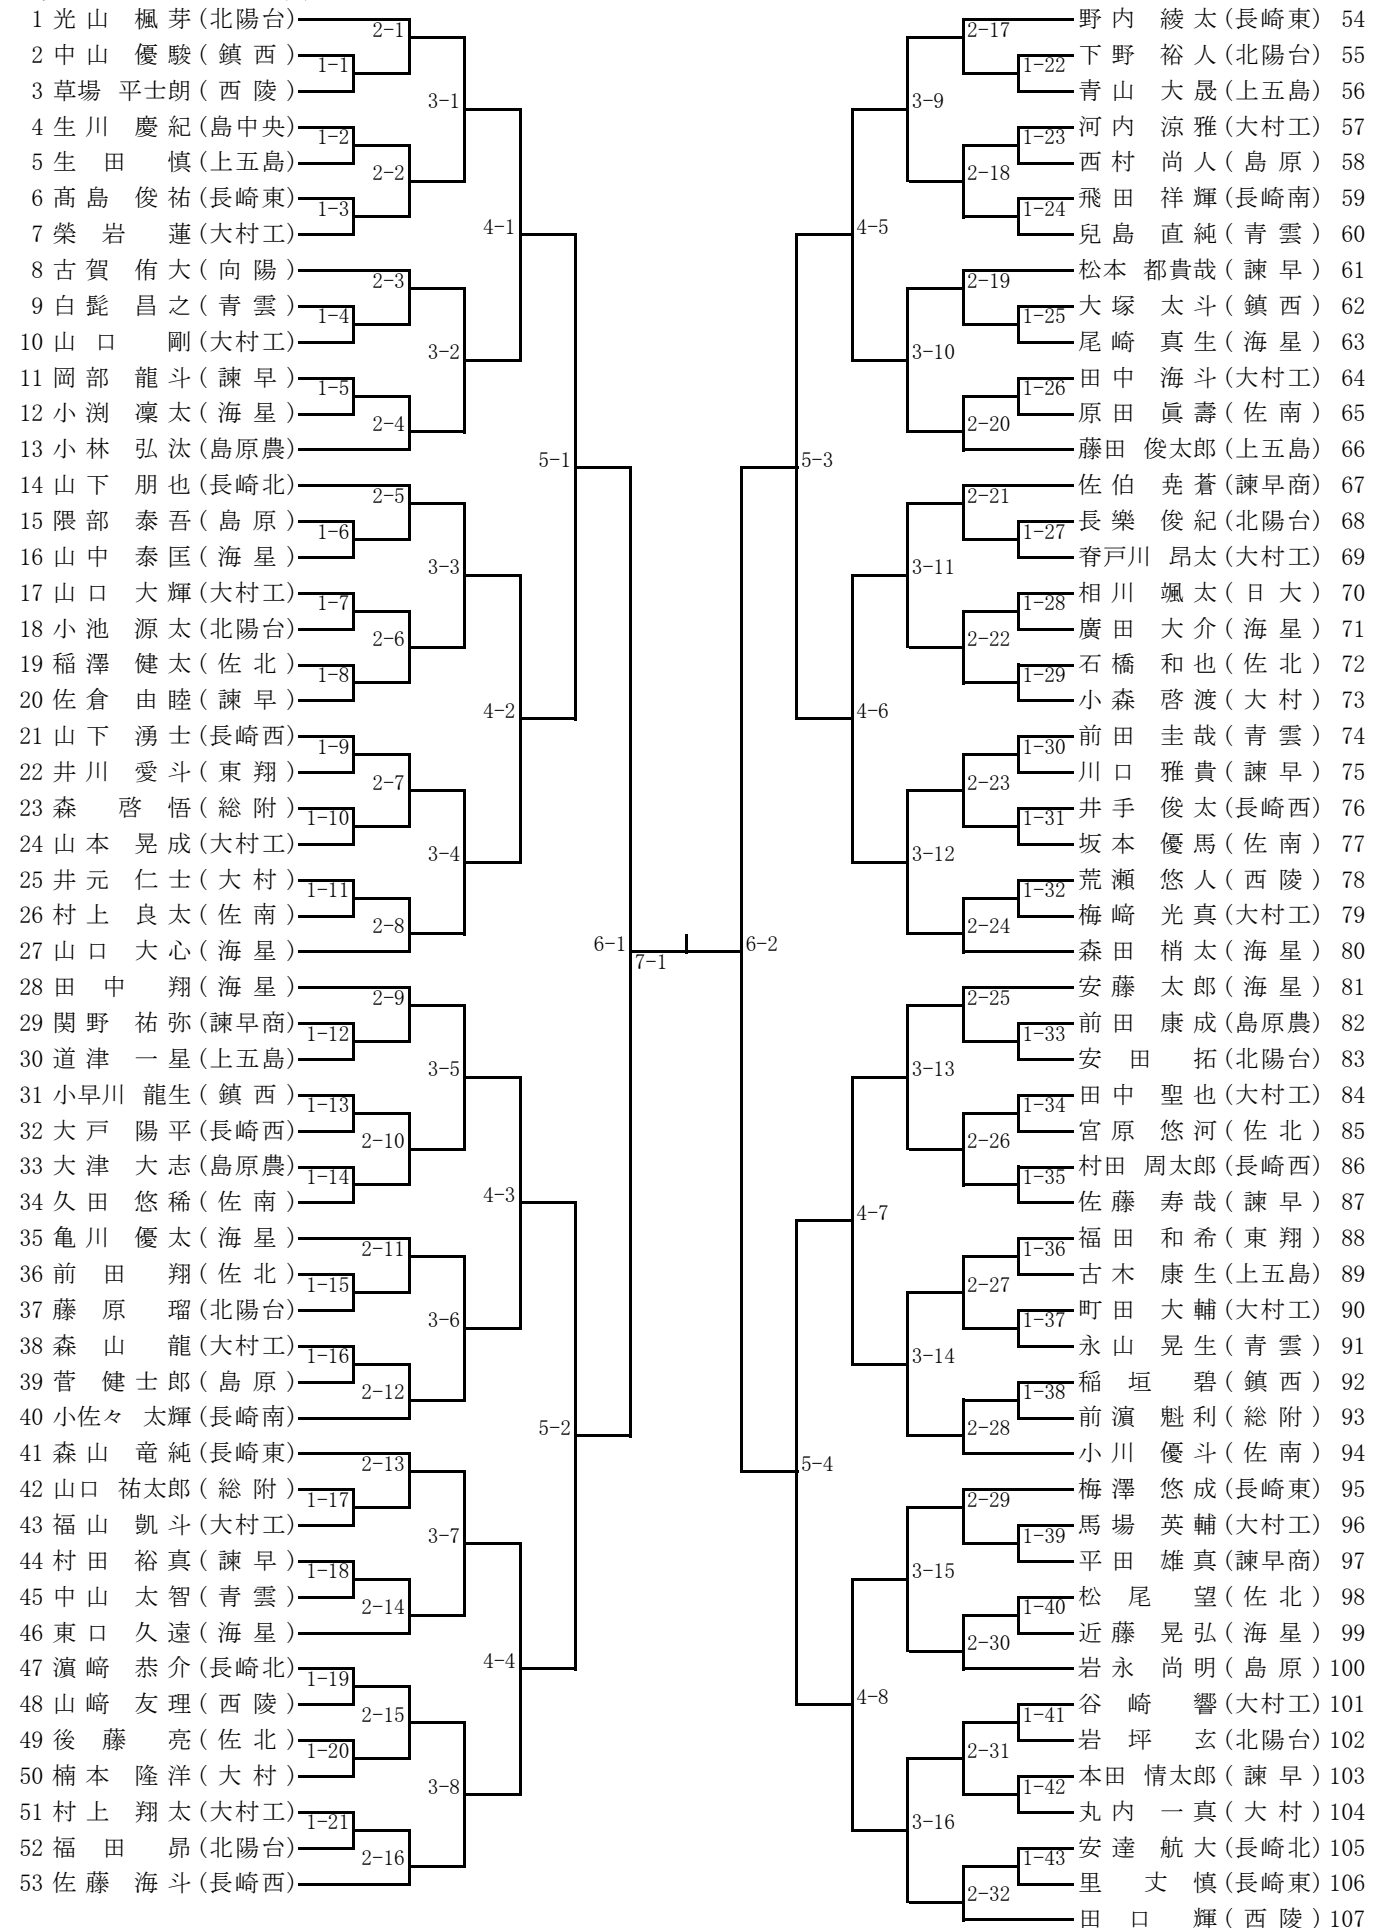 1 光山 楓芽 (北陽台)
2 中山 優駿 (鎮西)
3 草場 平士朗 (西陵)
4 生川 慶紀 (島中央)
5 生田 慎 (上五島)
6 髙島 俊祐 (長崎東)
7 榮岩 蓮 (大村工)
8 古賀 侑大 (向陽)
9 白髭 昌之 (青雲)
10 山口 剛 (大村工)
11 岡部 龍斗 (諫早)
12 小渕 凜太 (海星)
13 小林 弘汰 (島原農)
14 山下 朋也 (長崎北)
15 隈部 泰吾 (島原)
16 山中 泰匡 (海星)
17 山口 大輝 (大村工)
18 小池 源太 (北陽台)
19 稲澤 健太 (佐北)
20 佐倉 由睦 (諫早)
21 山下 湧士 (長崎西)
22 井川 愛斗 (東翔)
23 森 啓悟 (総附)
24 山本 晃成 (大村工)
25 井元 仁士 (大村)
26 村上 良太 (佐南)
27 山口 大心 (海星)
28 田中 翔 (海星)
29 関野 祐弥 (諫早商)
30 道津 一星 (上五島)
31 小早川 龍生 (鎮西)
32 大戸 陽平 (長崎西)
33 大津 大志 (島原農)
34 久田 悠稀 (佐南)
35 亀川 優太 (海星)
36 前田 翔 (佐北)
37 藤原 瑠 (北陽台)
38 森山 龍 (大村工)
39 菅 健士郎 (島原)
40 小佐々 太輝 (長崎南)
41 森山 竜純 (長崎東)
42 山口 祐太郎 (総附)
43 福山 凱斗 (大村工)
44 村田 裕真 (諫早)
45 中山 太智 (青雲)
46 東口 久遠 (海星)
47 濵﨑 恭介 (長崎北)
48 山﨑 友理 (西陵)
49 後藤 亮 (佐北)
50 楠本 隆洋 (大村)
51 村上 翔太 (大村工)
52 福田 昴 (北陽台)
53 佐藤 海斗 (長崎西)
2-1
1-1
3-1
1-2
2-2
1-3
4-1
2-3
1-4
3-2
1-5
2-4
5-1
2-5
1-6
3-3
1-7
2-6
1-8
4-2
1-9
2-7
1-10
3-4
1-11
2-8
6-1
7-1
2-9
1-12
3-5
1-13
2-10
1-14
4-3
2-11
1-15
3-6
1-16
2-12
5-2
2-13
1-17
3-7
1-18
2-14
4-4
1-19
2-15
1-20
3-8
1-21
2-16
2-17
1-22
3-9
1-23
2-18
1-24
4-5
2-19
1-25
3-10
1-26
2-20
5-3
2-21
1-27
3-11
1-28
2-22
1-29
4-6
1-30
2-23
1-31
3-12
1-32
2-24
6-2
2-25
1-33
3-13
1-34
2-26
1-35
4-7
1-36
2-27
1-37
3-14
1-38
2-28
5-4
2-29
1-39
3-15
1-40
2-30
4-8
1-41
2-31
1-42
3-16
1-43
2-32
野内 綾太 (長崎東) 54
下野 裕人 (北陽台) 55
青山 大晟 (上五島) 56
河内 涼雅 (大村工) 57
西村 尚人 (島原) 58
飛田 祥輝 (長崎南) 59
兒島 直純 (青雲) 60
松本 都貴哉 (諫早) 61
大塚 太斗 (鎮西) 62
尾崎 真生 (海星) 63
田中 海斗 (大村工) 64
原田 眞壽 (佐南) 65
藤田 俊太郎 (上五島) 66
佐伯 尭蒼 (諫早商) 67
長樂 俊紀 (北陽台) 68
脊戸川 昂太 (大村工) 69
相川 颯太 (日大) 70
廣田 大介 (海星) 71
石橋 和也 (佐北) 72
小森 啓渡 (大村) 73
前田 圭哉 (青雲) 74
川口 雅貴 (諫早) 75
井手 俊太 (長崎西) 76
坂本 優馬 (佐南) 77
荒瀬 悠人 (西陵) 78
梅﨑 光真 (大村工) 79
森田 梢太 (海星) 80
安藤 太郎 (海星) 81
前田 康成 (島原農) 82
安田 拓 (北陽台) 83
田中 聖也 (大村工) 84
宮原 悠河 (佐北) 85
村田 周太郎 (長崎西) 86
佐藤 寿哉 (諫早) 87
福田 和希 (東翔) 88
古木 康生 (上五島) 89
町田 大輔 (大村工) 90
永山 晃生 (青雲) 91
稲垣 碧 (鎮西) 92
前濵 魁利 (総附) 93
小川 優斗 (佐南) 94
梅澤 悠成 (長崎東) 95
馬場 英輔 (大村工) 96
平田 雄真 (諫早商) 97
松尾 望 (佐北) 98
近藤 晃弘 (海星) 99
岩永 尚明 (島原) 100
谷崎 響 (大村工) 101
岩坪 玄 (北陽台) 102
本田 情太郎 (諫早) 103
丸内 一真 (大村) 104
安達 航大 (長崎北) 105
里 丈慎 (長崎東) 106
田口 輝 (西陵) 107